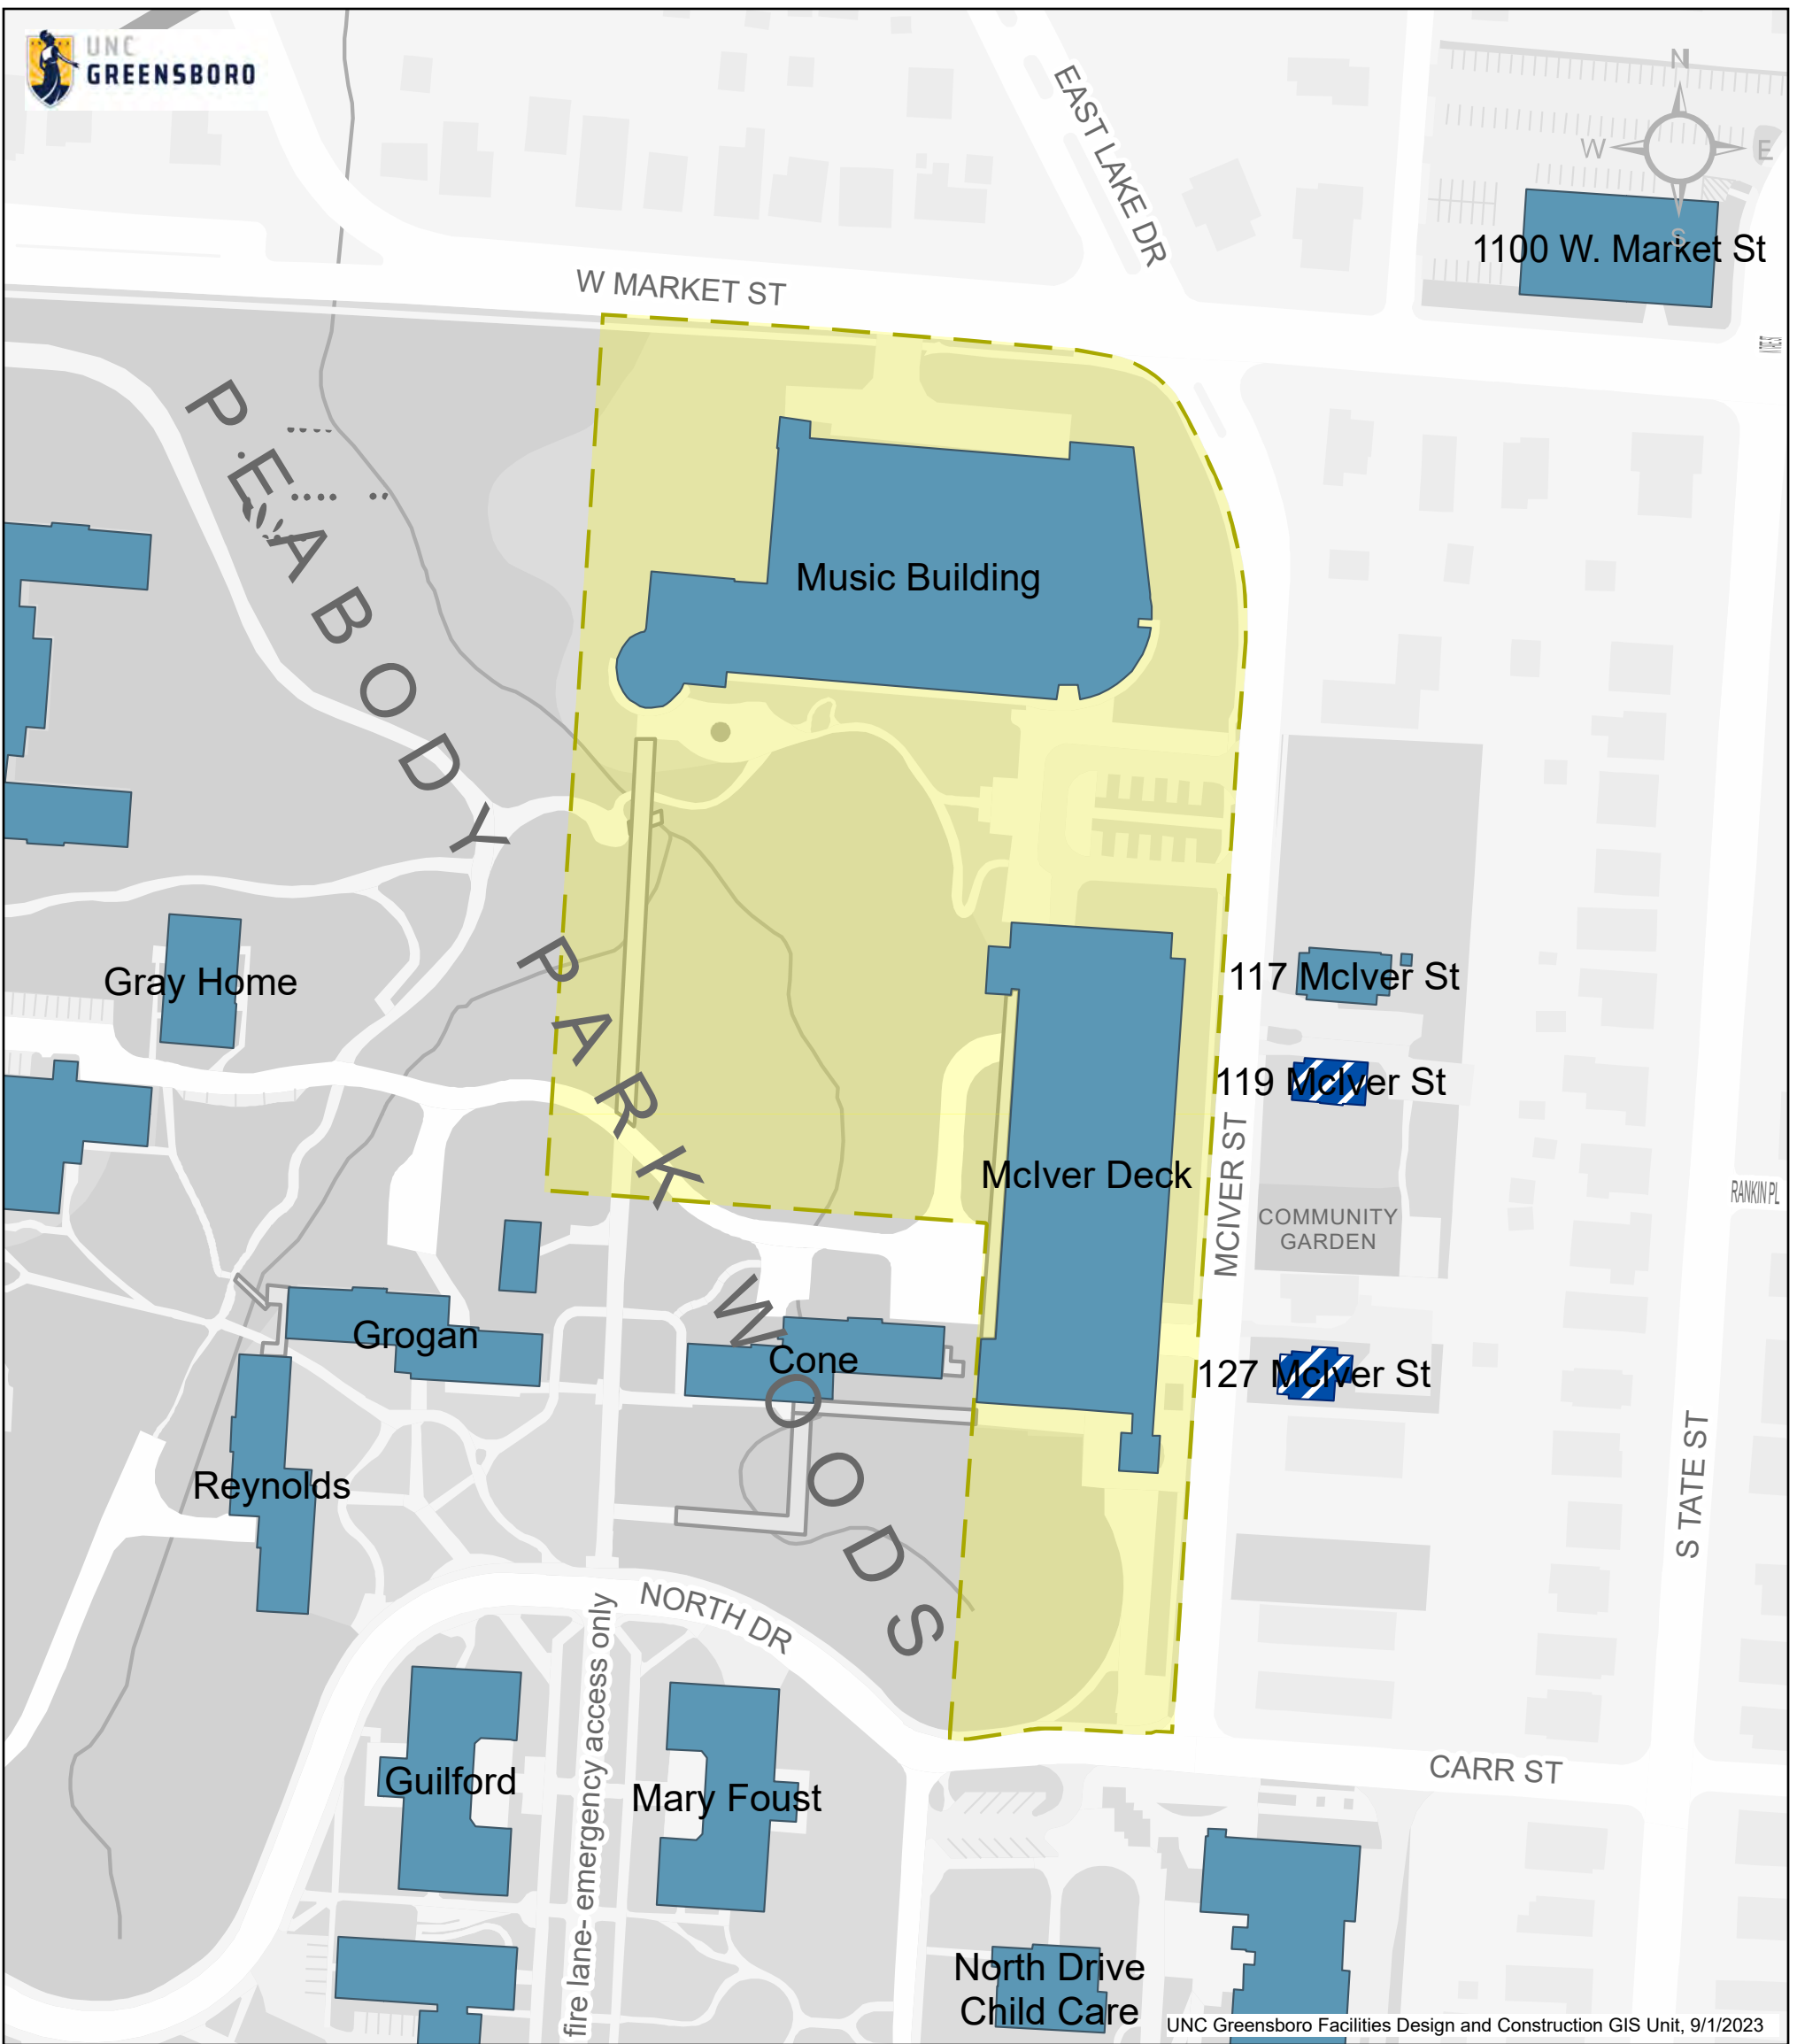 UNC
GREENSBORO
N
W
E
S
EAST LAKE DR
1100 W. Market St
W MARKET ST
PEABODY
Music Building
Gray Home
PARK
117 McIver St
119 McIver St
McIver Deck
MCIVER ST
COMMUNITY
GARDEN
RANKIN PL
Grogan
WOODS
Cone
127 McIver St
Reynolds
S TATE ST
NORTH DR
fire lane- emergency access only
Guilford
Mary Foust
CARR ST
North Drive
Child Care
UNC Greensboro Facilities Design and Construction GIS Unit, 9/1/2023